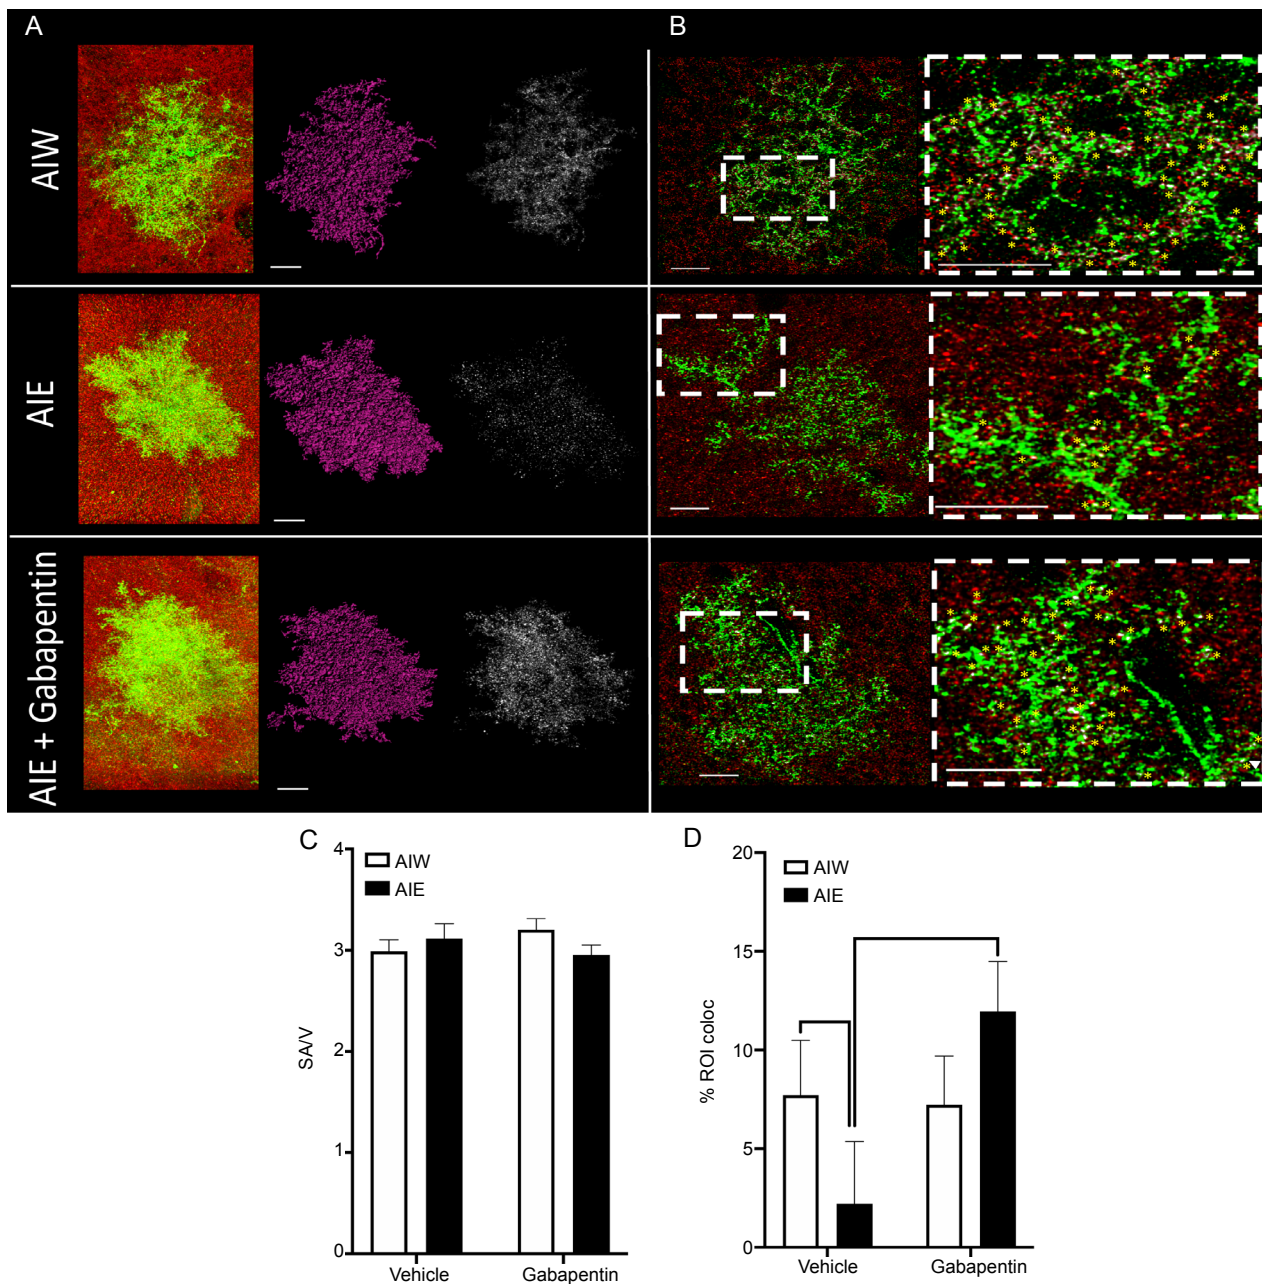 A
B
AIW
AIE
AIE + Gabapentin
C
4
3
2
1
0
SA/V
AIW
AIE
Vehicle
Gabapentin
D
20
15
10
5
0
% ROI coloc
AIW
AIE
Vehicle
Gabapentin